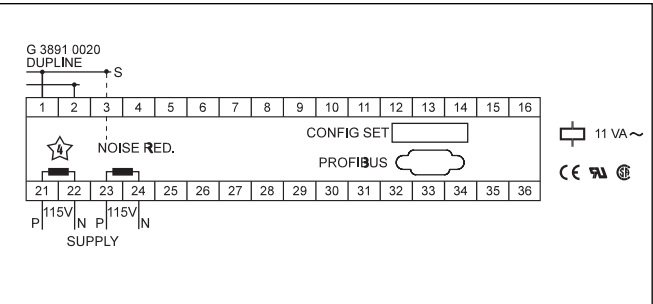 G 3891 0020
DUPLINE
S
1 2 3 4 5 6 7 8 9 10 11 12 13 14 15 16
CONFIG SET
4 NOISE RED.
11 VA~
PROFIBUS
CE RU SA
21 22 23 24 25 26 27 28 29 30 31 32 33 34 35 36
P 115V N P 115V N
SUPPLY